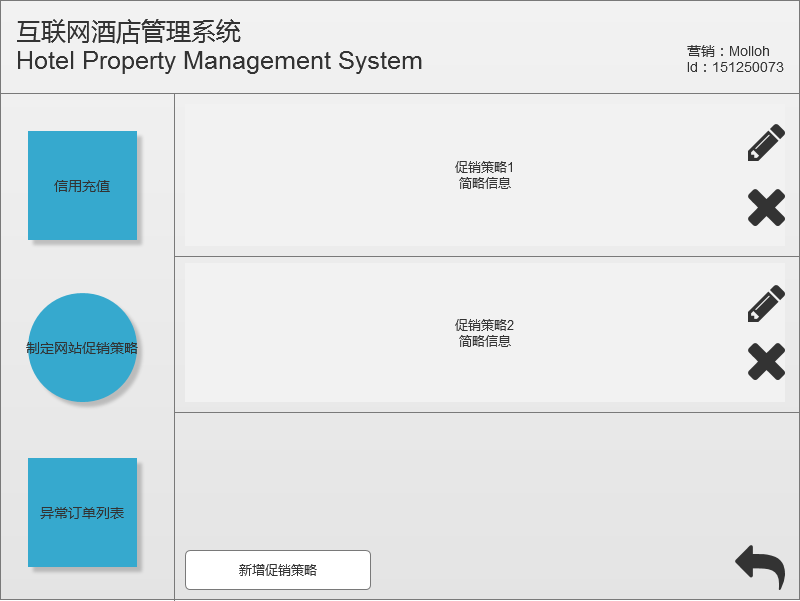 互联网酒店管理系统
Hotel Property Management System
营销：Molloh
Id：151250073
信用充值
制定网站促销策略
异常订单列表
促销策略1
简略信息
促销策略2
简略信息
新增促销策略